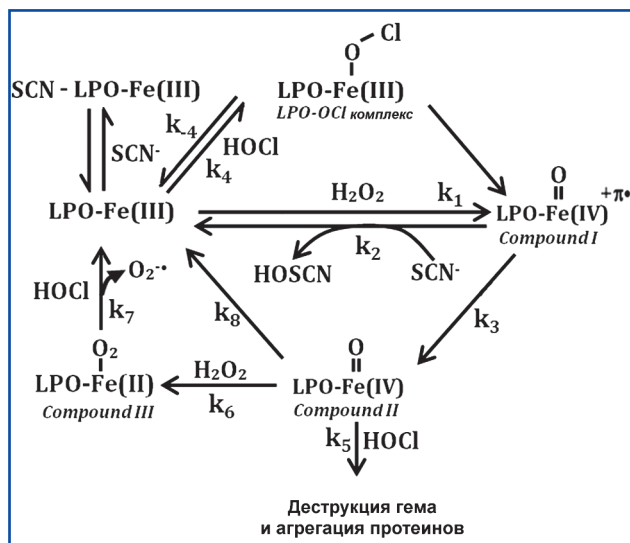 Cl
O
SCN - LPO-Fe(III)
LPO-Fe(III)
LPO-OCl комплекс
k-4
HOCl
k4
SCN-
O
H2O2
k1
+π•
LPO-Fe(III)
LPO-Fe(IV)
Compound I
k2
HOSCN
SCN-
HOCl
O2-•
k7
k8
k3
O2
O
LPO-Fe(II)
H2O2
LPO-Fe(IV)
Compound III
k6
Compound II
k5
HOCl
Деструкция гема
и агрегация протеинов